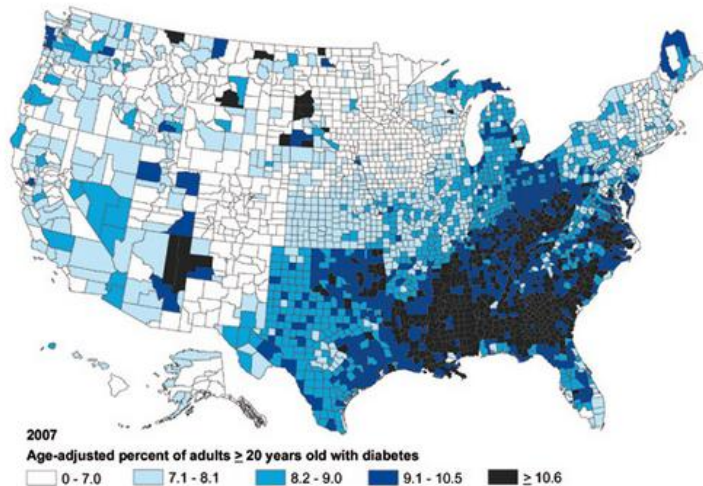 2007
Age-adjusted percent of adults ≥ 20 years old with diabetes
0 - 7.0 7.1 - 8.1 8.2 - 9.0 9.1 - 10.5 ≥ 10.6